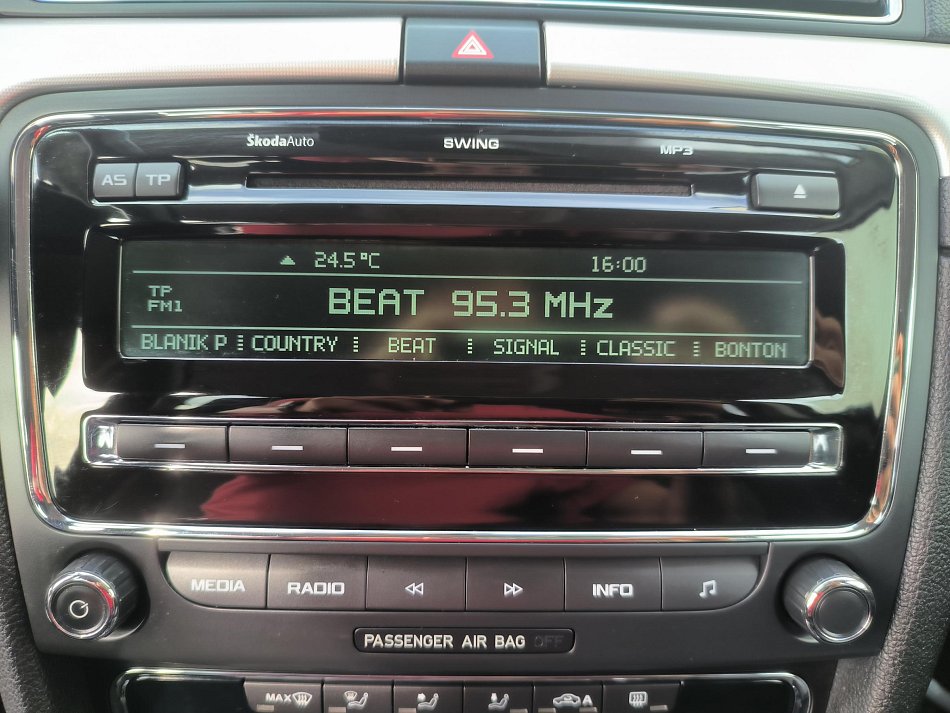 ŠkodaAuto SWING MP3
AS TP
24.5°C 16:00
TP
FM1
BEAT 95.3 MHz
BLANIK P COUNTRY BEAT SIGNAL CLASSIC BONTON
MEDIA RADIO INFO
PASSENGER AIR BAG OFF
MAX A